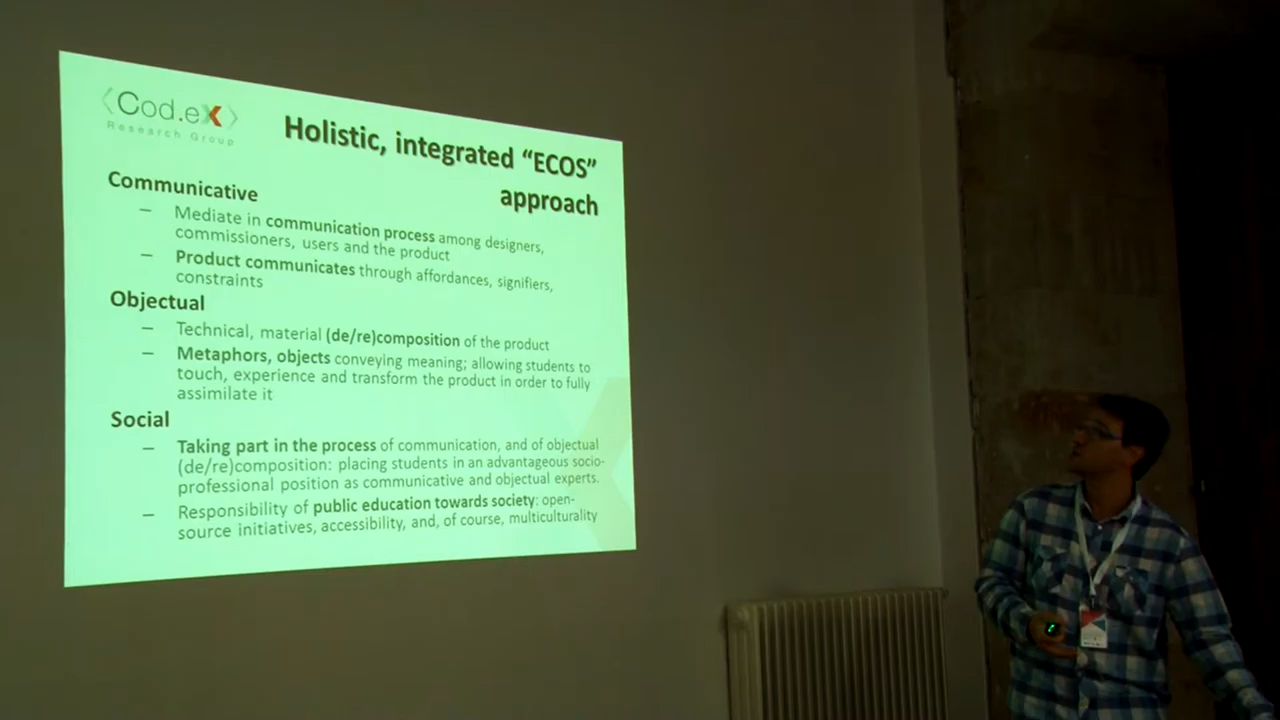 <Cod.eX>
Research Group
Holistic, integrated “ECOS”
approach
Communicative
– Mediate in communication process among designers,
commissioners, users and the product
– Product communicates through affordances, signifiers,
constraints
Objectual
– Technical, material (de/re)composition of the product
– Metaphors, objects conveying meaning; allowing students to
touch, experience and transform the product in order to fully
assimilate it
Social
– Taking part in the process of communication, and of objectual
(de/re)composition: placing students in an advantageous socio-
professional position as communicative and objectual experts.
– Responsibility of public education towards society: open-
source initiatives, accessibility, and, of course, multiculturality